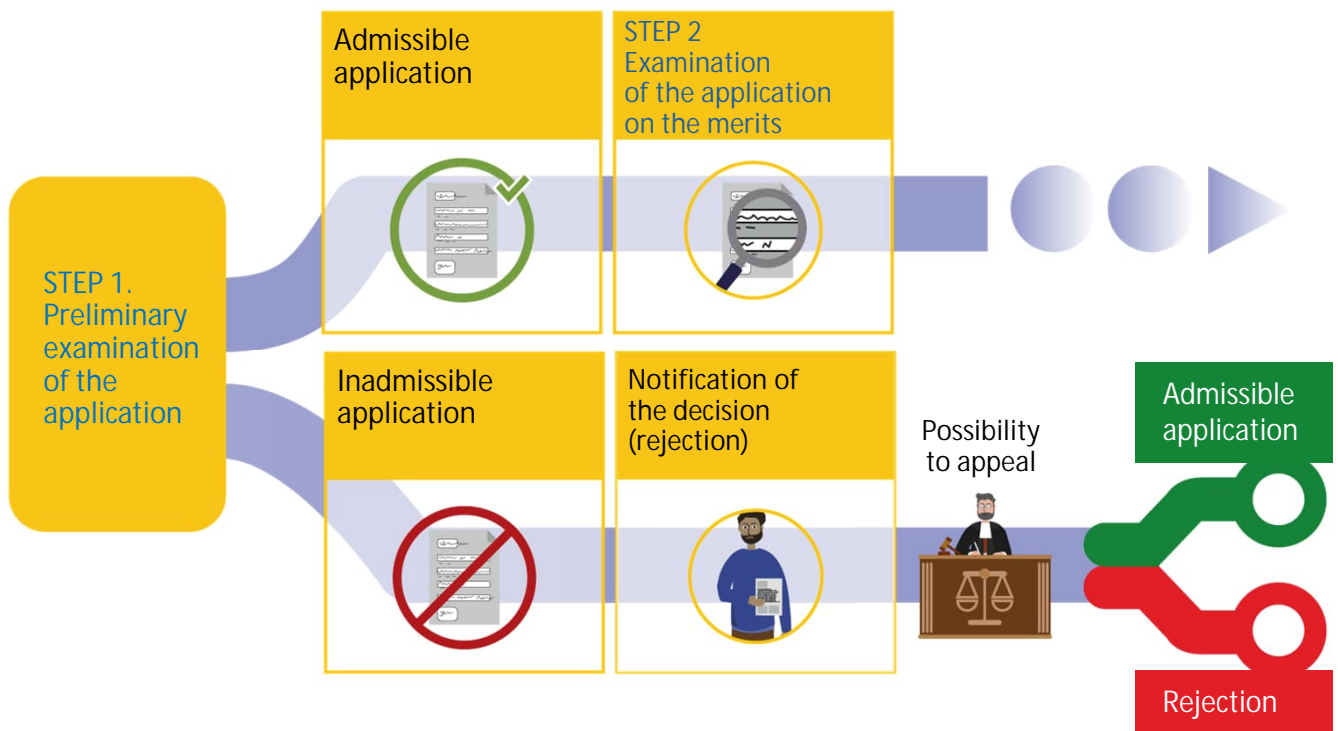 STEP 1.
Preliminary
examination
of the
application
Admissible
application
STEP 2
Examination
of the application
on the merits
Inadmissible
application
Notification of
the decision
(rejection)
Possibility
to appeal
Admissible
application
Rejection